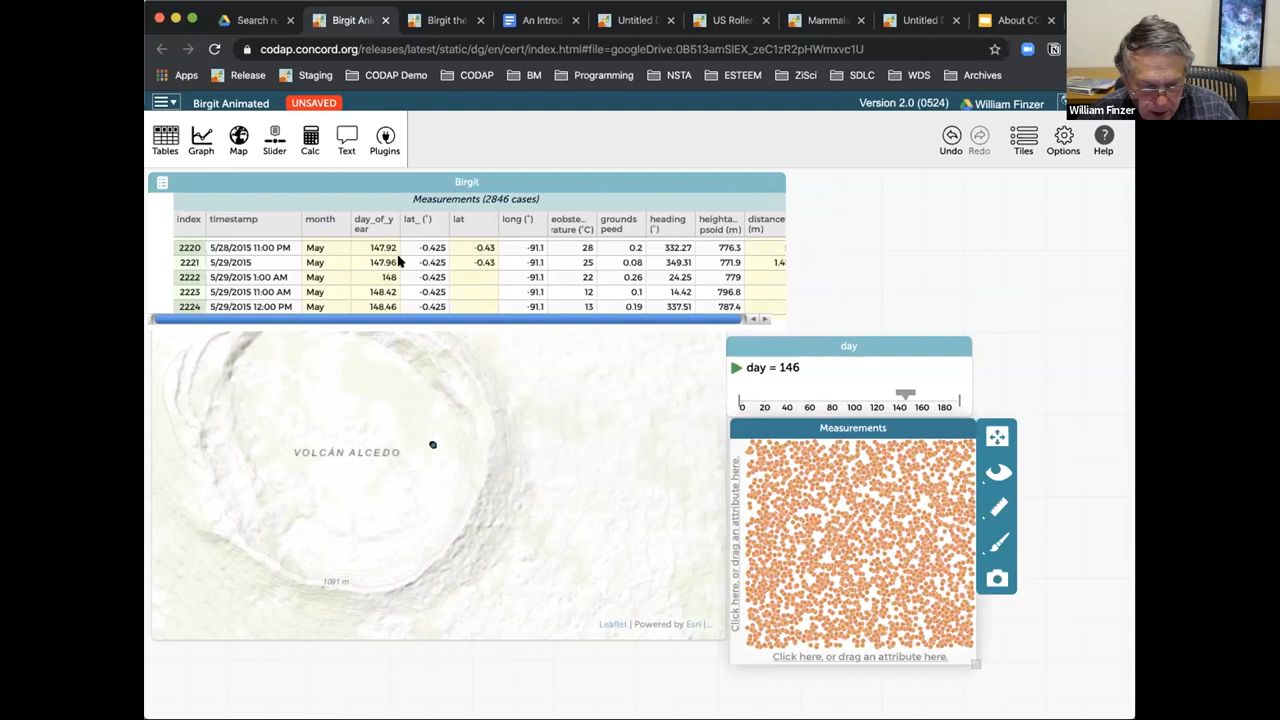 Search re
Birgit Ani
Birgit the
An Introd
Untitled D
US Roller
Mammals
Untitled D
About CO
codap.concord.org/releases/latest/static/dg/en/cert/index.html#file=googleDrive:0B513amSlEX_zeC1zR2pHWmxvc1U
Apps Release Staging CODAP Demo CODAP BM Programming NSTA ESTEEM ZiSci SDLC WDS Archives
Birgit Animated UNSAVED Version 2.0 (0524) William Finzer
William Finzer
Tables Graph Map Slider Calc Text Plugins Undo Redo Tiles Options Help
Birgit
Measurements (2846 cases)
index timestamp month day_of_y lat_ (°) lat long (°) eobste... grounds heading heighta... distance
ear rature (°C) peed (°) psoid (m) (m)
2220 5/28/2015 11:00 PM May 147.92 -0.425 -0.43 -91.1 28 0.2 332.27 776.3
2221 5/29/2015 May 147.96 -0.425 -0.43 -91.1 25 0.08 349.31 771.9 1.4
2222 5/29/2015 1:00 AM May 148 -0.425 -91.1 22 0.26 24.25 779
2223 5/29/2015 11:00 AM May 148.42 -0.425 -91.1 12 0.1 14.42 796.8
2224 5/29/2015 12:00 PM May 148.46 -0.425 -91.1 13 0.19 337.51 787.4
VOLCÁN ALCEDO
1091 m
Leaflet | Powered by Esri |...
day
day = 146
0 20 40 60 80 100 120 140 160 180
Measurements
Click here, or drag an attribute here.
Click here, or drag an attribute here.